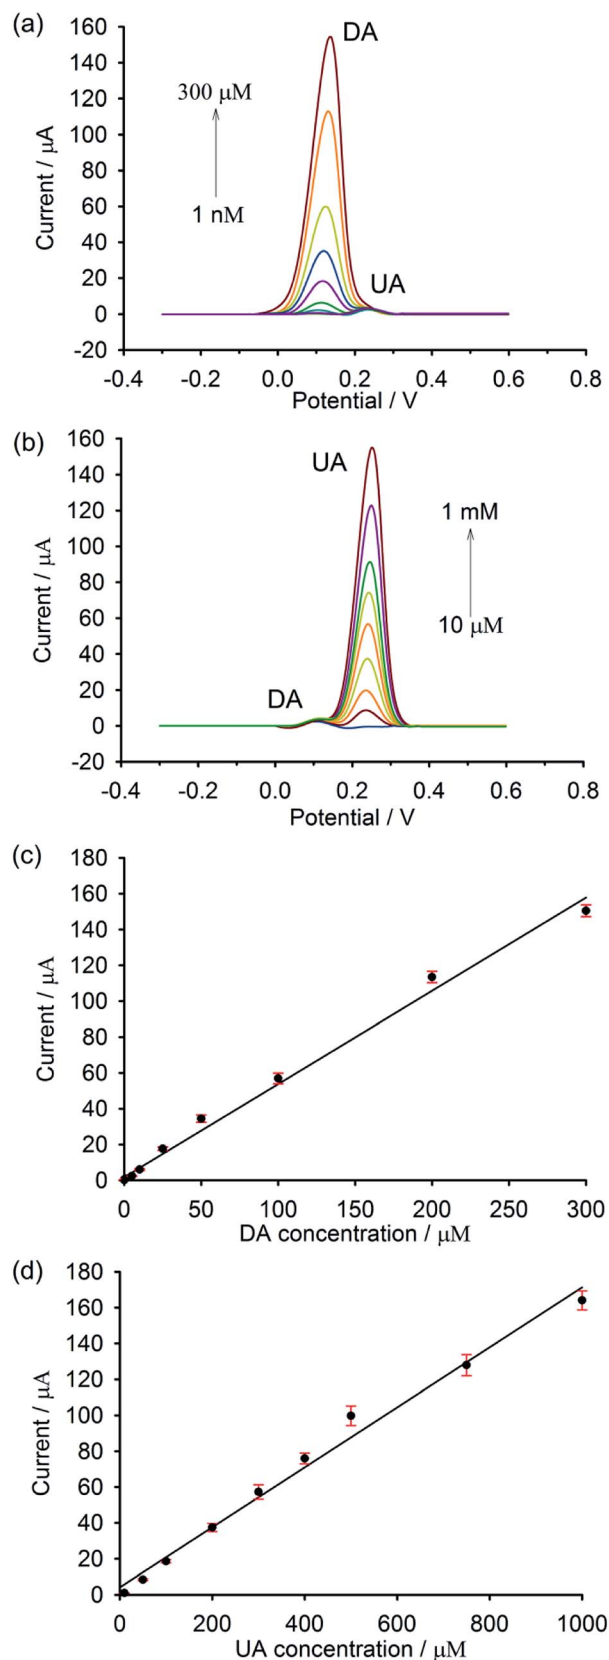 (a)
160
140
120
100
80
60
40
20
0
-20
Current / μA
DA
300 μM
1 nM
UA
-0.4 -0.2 0.0 0.2 0.4 0.6 0.8
Potential / V
(b)
160
140
120
100
80
60
40
20
0
-20
Current / μA
UA
1 mM
10 μM
DA
-0.4 -0.2 0.0 0.2 0.4 0.6 0.8
Potential / V
(c)
180
160
140
120
100
80
60
40
20
0
Current / μA
0 50 100 150 200 250 300
DA concentration / μM
(d)
180
160
140
120
100
80
60
40
20
0
Current / μA
0 200 400 600 800 1000
UA concentration / μM